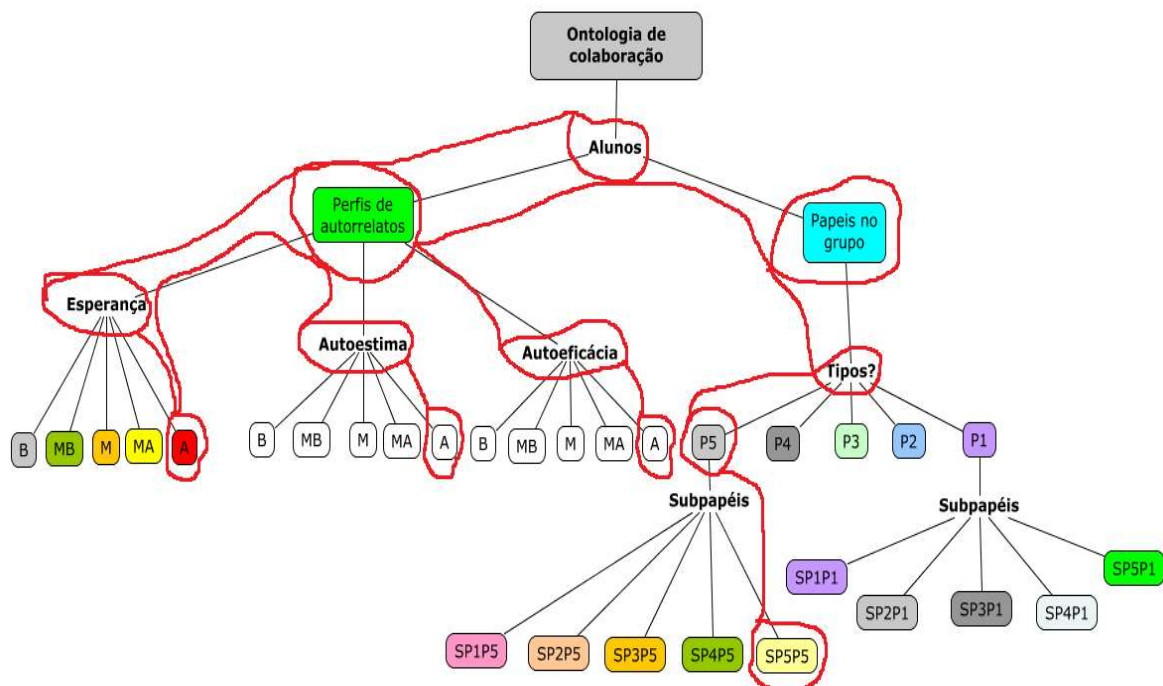 Ontologia de
colaboração
Alunos
Perfis de
autorrelatos
Papeis no
grupo
Esperança
Autoestima
Autoeficácia
Tipos?
B MB M MA A
B MB M MA A
B MB M MA A
P5 P4 P3 P2 P1
Subpapéis
Subpapéis
SP1P5 SP2P5 SP3P5 SP4P5 SP5P5
SP1P1 SP2P1 SP3P1 SP4P1 SP5P1